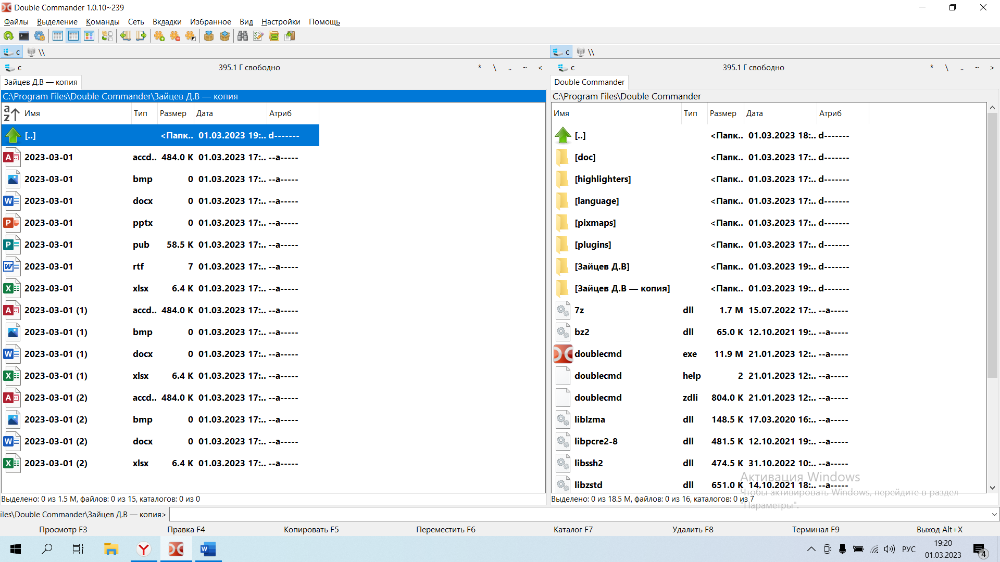 Double Commander 1.0.10~239
Файлы Выделение Команды Сеть Вкладки Избранное Вид Настройки Помощь
c \\ c \\
c 395.1 Г свободно * \ .. ~ < c 395.1 Г свободно * \ .. ~ >
Зайцев Д.В — копия Double Commander
C:\Program Files\Double Commander\Зайцев Д.В — копия C:\Program Files\Double Commander
Имя Тип Размер Дата Атриб Имя Тип Размер Дата Атриб
[..] <Папк.. 01.03.2023 19:.. d------- [..] <Папк.. 01.03.2023 18:.. d-------
2023-03-01 accd.. 484.0 K 01.03.2023 17:.. --a----- [doc] <Папк.. 01.03.2023 17:.. d-------
2023-03-01 bmp 0 01.03.2023 17:.. --a----- [highlighters] <Папк.. 01.03.2023 17:.. d-------
2023-03-01 docx 0 01.03.2023 17:.. --a----- [language] <Папк.. 01.03.2023 17:.. d-------
2023-03-01 pptx 0 01.03.2023 17:.. --a----- [pixmaps] <Папк.. 01.03.2023 17:.. d-------
2023-03-01 pub 58.5 K 01.03.2023 17:.. --a----- [plugins] <Папк.. 01.03.2023 17:.. d-------
2023-03-01 rtf 7 01.03.2023 17:.. --a----- [Зайцев Д.В] <Папк.. 01.03.2023 19:.. d-------
2023-03-01 xlsx 6.4 K 01.03.2023 17:.. --a----- [Зайцев Д.В — копия] <Папк.. 01.03.2023 19:.. d-------
2023-03-01 (1) accd.. 484.0 K 01.03.2023 17:.. --a----- 7z dll 1.7 M 15.07.2022 17:.. --a-----
2023-03-01 (1) bmp 0 01.03.2023 17:.. --a----- bz2 dll 65.0 K 12.10.2021 19:.. --a-----
2023-03-01 (1) docx 0 01.03.2023 17:.. --a----- doublecmd exe 11.9 M 21.01.2023 12:.. --a-----
2023-03-01 (1) xlsx 6.4 K 01.03.2023 17:.. --a----- doublecmd help 2 21.01.2023 12:.. --a-----
2023-03-01 (2) accd.. 484.0 K 01.03.2023 17:.. --a----- doublecmd zdli 804.0 K 21.01.2023 12:.. --a-----
2023-03-01 (2) bmp 0 01.03.2023 17:.. --a----- liblzma dll 148.5 K 17.03.2020 16:.. --a-----
2023-03-01 (2) docx 0 01.03.2023 17:.. --a----- libpcre2-8 dll 481.5 K 12.10.2021 19:.. --a-----
2023-03-01 (2) xlsx 6.4 K 01.03.2023 17:.. --a----- libssh2 dll 474.5 K 31.10.2022 10:.. --a-----
Активация Windows
libzstd dll 651.0 K 14.10.2021 18:.. --a-----
Чтобы активировать Windows, перейдите в раздел
Выделено: 0 из 1.5 M, файлов: 0 из 15, каталогов: 0 из 0 Выделено: 0 из 18.5 M, файлов: 0 из 16, каталогов: 0 из 7
"Параметры".
iles\Double Commander\Зайцев Д.В — копия>
Просмотр F3 Правка F4 Копировать F5 Переместить F6 Каталог F7 Удалить F8 Терминал F9 Выход Alt+X
РУС 19:20
01.03.2023 4